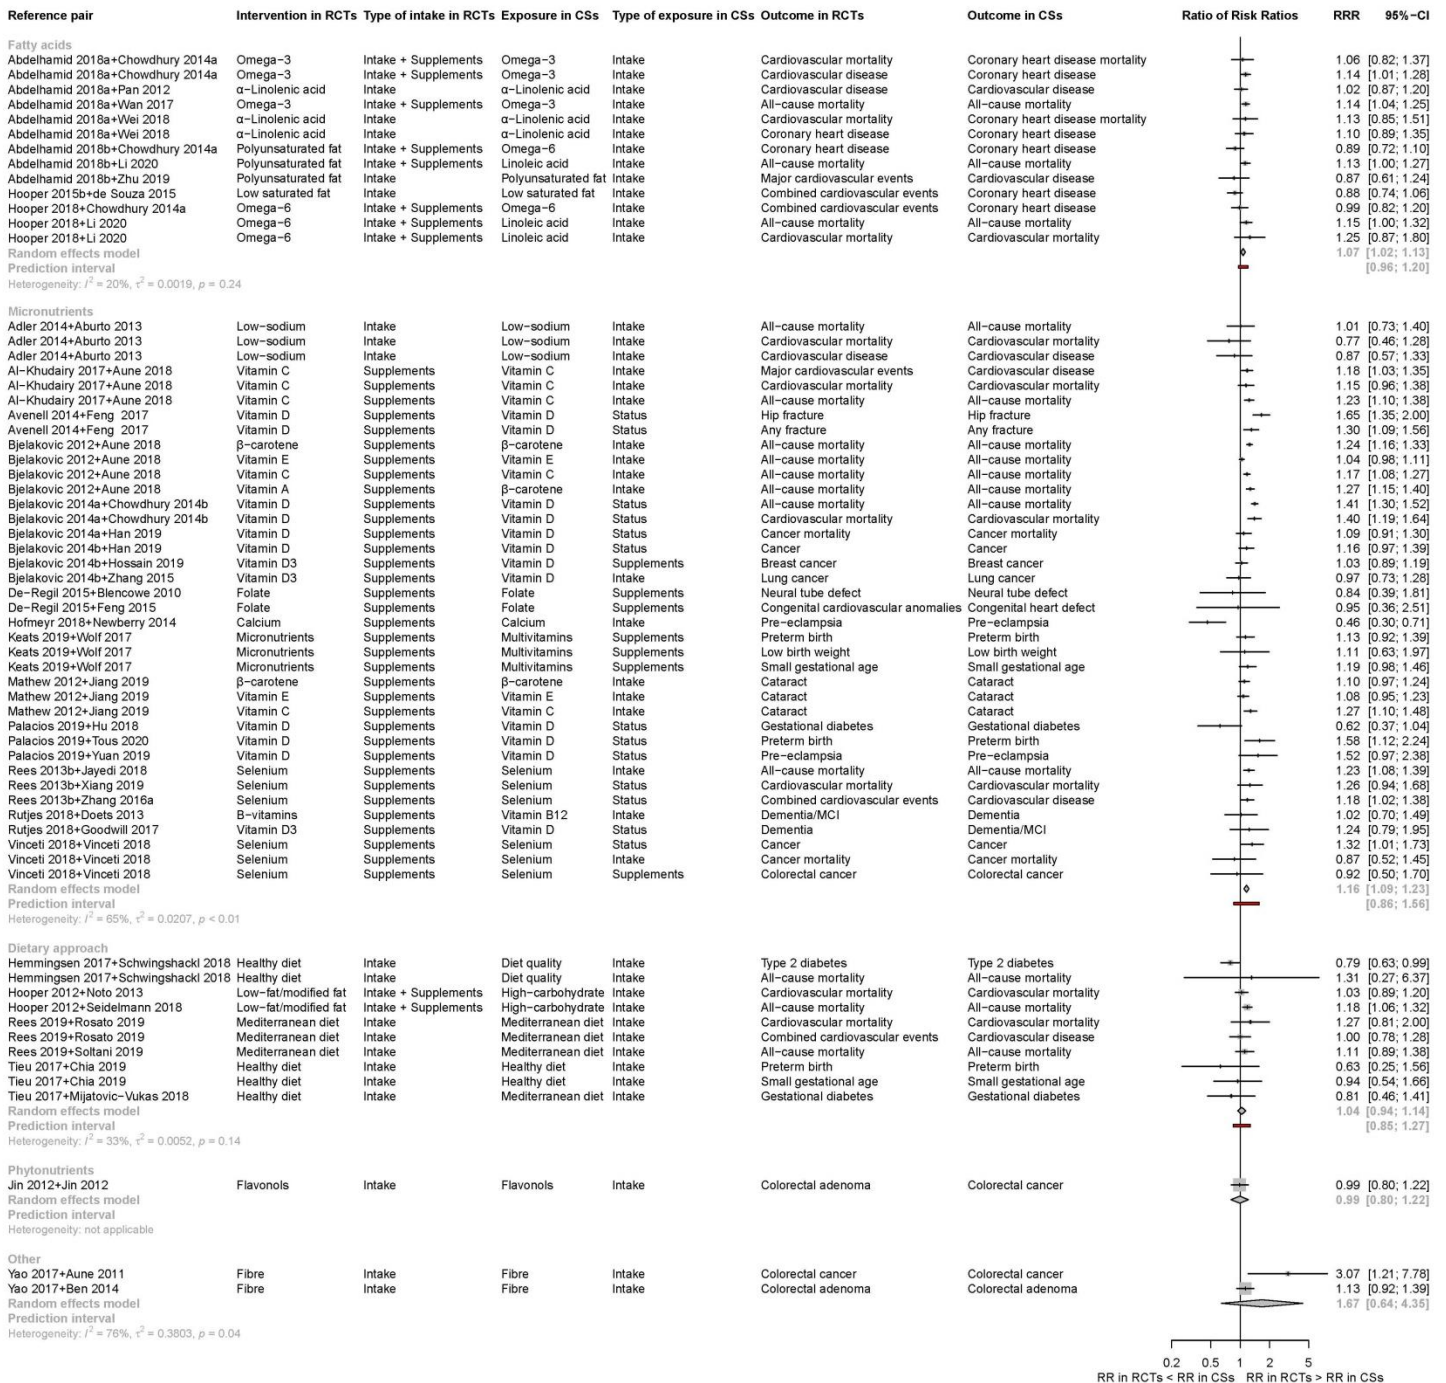 Reference pair Intervention in RCTs Type of intake in RCTs Exposure in CSs Type of exposure in CSs Outcome in RCTs Outcome in CSs Ratio of Risk Ratios RRR 95%−CI
Fatty acids
Abdelhamid 2018a+Chowdhury 2014a Omega−3 Intake + Supplements Omega−3 Intake Cardiovascular mortality Coronary heart disease mortality 1.06 [0.82; 1.37]
Abdelhamid 2018a+Chowdhury 2014a Omega−3 Intake + Supplements Omega−3 Intake Cardiovascular disease Coronary heart disease 1.14 [1.01; 1.28]
Abdelhamid 2018a+Pan 2012 α−Linolenic acid Intake α−Linolenic acid Intake Cardiovascular disease Cardiovascular disease 1.02 [0.87; 1.20]
Abdelhamid 2018a+Wan 2017 Omega−3 Intake + Supplements Omega−3 Intake All−cause mortality All−cause mortality 1.14 [1.04; 1.25]
Abdelhamid 2018a+Wei 2018 α−Linolenic acid Intake α−Linolenic acid Intake Cardiovascular mortality Coronary heart disease mortality 1.13 [0.85; 1.51]
Abdelhamid 2018a+Wei 2018 α−Linolenic acid Intake α−Linolenic acid Intake Coronary heart disease Coronary heart disease 1.10 [0.89; 1.35]
Abdelhamid 2018b+Chowdhury 2014a Polyunsaturated fat Intake + Supplements Omega−6 Intake Coronary heart disease Coronary heart disease 0.89 [0.72; 1.10]
Abdelhamid 2018b+Li 2020 Polyunsaturated fat Intake + Supplements Linoleic acid Intake All−cause mortality All−cause mortality 1.13 [1.00; 1.27]
Abdelhamid 2018b+Zhu 2019 Polyunsaturated fat Intake Polyunsaturated fat Intake Major cardiovascular events Cardiovascular disease 0.87 [0.61; 1.24]
Hooper 2015b+de Souza 2015 Low saturated fat Intake Low saturated fat Intake Combined cardiovascular events Coronary heart disease 0.88 [0.74; 1.06]
Hooper 2018+Chowdhury 2014a Omega−6 Intake + Supplements Omega−6 Intake Combined cardiovascular events Coronary heart disease 0.99 [0.82; 1.20]
Hooper 2018+Li 2020 Omega−6 Intake + Supplements Linoleic acid Intake All−cause mortality All−cause mortality 1.15 [1.00; 1.32]
Hooper 2018+Li 2020 Omega−6 Intake + Supplements Linoleic acid Intake Cardiovascular mortality Cardiovascular mortality 1.25 [0.87; 1.80]
Random effects model 1.07 [1.02; 1.13]
Prediction interval [0.96; 1.20]
Heterogeneity: I² = 20%, τ² = 0.0019, p = 0.24
Micronutrients
Adler 2014+Aburto 2013 Low−sodium Intake Low−sodium Intake All−cause mortality All−cause mortality 1.01 [0.73; 1.40]
Adler 2014+Aburto 2013 Low−sodium Intake Low−sodium Intake Cardiovascular mortality Cardiovascular mortality 0.77 [0.46; 1.28]
Adler 2014+Aburto 2013 Low−sodium Intake Low−sodium Intake Cardiovascular disease Cardiovascular disease 0.87 [0.57; 1.33]
Al−Khudairy 2017+Aune 2018 Vitamin C Supplements Vitamin C Intake Major cardiovascular events Cardiovascular disease 1.18 [1.03; 1.35]
Al−Khudairy 2017+Aune 2018 Vitamin C Supplements Vitamin C Intake Cardiovascular mortality Cardiovascular mortality 1.15 [0.96; 1.38]
Al−Khudairy 2017+Aune 2018 Vitamin C Supplements Vitamin C Intake All−cause mortality All−cause mortality 1.23 [1.10; 1.38]
Avenell 2014+Feng 2017 Vitamin D Supplements Vitamin D Status Hip fracture Hip fracture 1.65 [1.35; 2.00]
Avenell 2014+Feng 2017 Vitamin D Supplements Vitamin D Status Any fracture Any fracture 1.30 [1.09; 1.56]
Bjelakovic 2012+Aune 2018 β−carotene Supplements β−carotene Intake All−cause mortality All−cause mortality 1.24 [1.16; 1.33]
Bjelakovic 2012+Aune 2018 Vitamin E Supplements Vitamin E Intake All−cause mortality All−cause mortality 1.04 [0.98; 1.11]
Bjelakovic 2012+Aune 2018 Vitamin C Supplements Vitamin C Intake All−cause mortality All−cause mortality 1.17 [1.08; 1.27]
Bjelakovic 2012+Aune 2018 Vitamin A Supplements β−carotene Intake All−cause mortality All−cause mortality 1.27 [1.15; 1.40]
Bjelakovic 2014a+Chowdhury 2014b Vitamin D Supplements Vitamin D Status All−cause mortality All−cause mortality 1.41 [1.30; 1.52]
Bjelakovic 2014a+Chowdhury 2014b Vitamin D Supplements Vitamin D Status Cardiovascular mortality Cardiovascular mortality 1.40 [1.19; 1.64]
Bjelakovic 2014a+Han 2019 Vitamin D Supplements Vitamin D Status Cancer mortality Cancer mortality 1.09 [0.91; 1.30]
Bjelakovic 2014b+Han 2019 Vitamin D Supplements Vitamin D Status Cancer Cancer 1.16 [0.97; 1.39]
Bjelakovic 2014b+Hossain 2019 Vitamin D3 Supplements Vitamin D Supplements Breast cancer Breast cancer 1.03 [0.89; 1.19]
Bjelakovic 2014b+Zhang 2015 Vitamin D3 Supplements Vitamin D Intake Lung cancer Lung cancer 0.97 [0.73; 1.28]
De−Regil 2015+Blencowe 2010 Folate Supplements Folate Supplements Neural tube defect Neural tube defect 0.84 [0.39; 1.81]
De−Regil 2015+Feng 2015 Folate Supplements Folate Supplements Congenital cardiovascular anomalies Congenital heart defect 0.95 [0.36; 2.51]
Hofmeyr 2018+Newberry 2014 Calcium Supplements Calcium Intake Pre−eclampsia Pre−eclampsia 0.46 [0.30; 0.71]
Keats 2019+Wolf 2017 Micronutrients Supplements Multivitamins Supplements Preterm birth Preterm birth 1.13 [0.92; 1.39]
Keats 2019+Wolf 2017 Micronutrients Supplements Multivitamins Supplements Low birth weight Low birth weight 1.11 [0.63; 1.97]
Keats 2019+Wolf 2017 Micronutrients Supplements Multivitamins Supplements Small gestational age Small gestational age 1.19 [0.98; 1.46]
Mathew 2012+Jiang 2019 β−carotene Supplements β−carotene Intake Cataract Cataract 1.10 [0.97; 1.24]
Mathew 2012+Jiang 2019 Vitamin E Supplements Vitamin E Intake Cataract Cataract 1.08 [0.95; 1.23]
Mathew 2012+Jiang 2019 Vitamin C Supplements Vitamin C Intake Cataract Cataract 1.27 [1.10; 1.48]
Palacios 2019+Hu 2018 Vitamin D Supplements Vitamin D Status Gestational diabetes Gestational diabetes 0.62 [0.37; 1.04]
Palacios 2019+Tous 2020 Vitamin D Supplements Vitamin D Status Preterm birth Preterm birth 1.58 [1.12; 2.24]
Palacios 2019+Yuan 2019 Vitamin D Supplements Vitamin D Status Pre−eclampsia Pre−eclampsia 1.52 [0.97; 2.38]
Rees 2013b+Jayedi 2018 Selenium Supplements Selenium Intake All−cause mortality All−cause mortality 1.23 [1.08; 1.39]
Rees 2013b+Xiang 2019 Selenium Supplements Selenium Status Cardiovascular mortality Cardiovascular mortality 1.26 [0.94; 1.68]
Rees 2013b+Zhang 2016a Selenium Supplements Selenium Status Combined cardiovascular events Cardiovascular disease 1.18 [1.02; 1.38]
Rutjes 2018+Doets 2013 B−vitamins Supplements Vitamin B12 Intake Dementia/MCI Dementia 1.02 [0.70; 1.49]
Rutjes 2018+Goodwill 2017 Vitamin D3 Supplements Vitamin D Status Dementia Dementia/MCI 1.24 [0.79; 1.95]
Vinceti 2018+Vinceti 2018 Selenium Supplements Selenium Status Cancer Cancer 1.32 [1.01; 1.73]
Vinceti 2018+Vinceti 2018 Selenium Supplements Selenium Intake Cancer mortality Cancer mortality 0.87 [0.52; 1.45]
Vinceti 2018+Vinceti 2018 Selenium Supplements Selenium Supplements Colorectal cancer Colorectal cancer 0.92 [0.50; 1.70]
Random effects model 1.16 [1.09; 1.23]
Prediction interval [0.86; 1.56]
Heterogeneity: I² = 65%, τ² = 0.0207, p < 0.01
Dietary approach
Hemmingsen 2017+Schwingshackl 2018 Healthy diet Intake Diet quality Intake Type 2 diabetes Type 2 diabetes 0.79 [0.63; 0.99]
Hemmingsen 2017+Schwingshackl 2018 Healthy diet Intake Diet quality Intake All−cause mortality All−cause mortality 1.31 [0.27; 6.37]
Hooper 2012+Noto 2013 Low−fat/modified fat Intake + Supplements High−carbohydrate Intake Cardiovascular mortality Cardiovascular mortality 1.03 [0.89; 1.20]
Hooper 2012+Seidelmann 2018 Low−fat/modified fat Intake + Supplements High−carbohydrate Intake All−cause mortality All−cause mortality 1.18 [1.06; 1.32]
Rees 2019+Rosato 2019 Mediterranean diet Intake Mediterranean diet Intake Cardiovascular mortality Cardiovascular mortality 1.27 [0.81; 2.00]
Rees 2019+Rosato 2019 Mediterranean diet Intake Mediterranean diet Intake Combined cardiovascular events Cardiovascular disease 1.00 [0.78; 1.28]
Rees 2019+Soltani 2019 Mediterranean diet Intake Mediterranean diet Intake All−cause mortality All−cause mortality 1.11 [0.89; 1.38]
Tieu 2017+Chia 2019 Healthy diet Intake Healthy diet Intake Preterm birth Preterm birth 0.63 [0.25; 1.56]
Tieu 2017+Chia 2019 Healthy diet Intake Healthy diet Intake Small gestational age Small gestational age 0.94 [0.54; 1.66]
Tieu 2017+Mijatovic−Vukas 2018 Healthy diet Intake Mediterranean diet Intake Gestational diabetes Gestational diabetes 0.81 [0.46; 1.41]
Random effects model 1.04 [0.94; 1.14]
Prediction interval [0.85; 1.27]
Heterogeneity: I² = 33%, τ² = 0.0052, p = 0.14
Phytonutrients
Jin 2012+Jin 2012 Flavonols Intake Flavonols Intake Colorectal adenoma Colorectal cancer 0.99 [0.80; 1.22]
Random effects model 0.99 [0.80; 1.22]
Prediction interval
Heterogeneity: not applicable
Other
Yao 2017+Aune 2011 Fibre Intake Fibre Intake Colorectal cancer Colorectal cancer 3.07 [1.21; 7.78]
Yao 2017+Ben 2014 Fibre Intake Fibre Intake Colorectal adenoma Colorectal adenoma 1.13 [0.92; 1.39]
Random effects model 1.67 [0.64; 4.35]
Prediction interval
Heterogeneity: I² = 76%, τ² = 0.3803, p = 0.04
0.2 0.5 1 2 5
RR in RCTs < RR in CSs RR in RCTs > RR in CSs